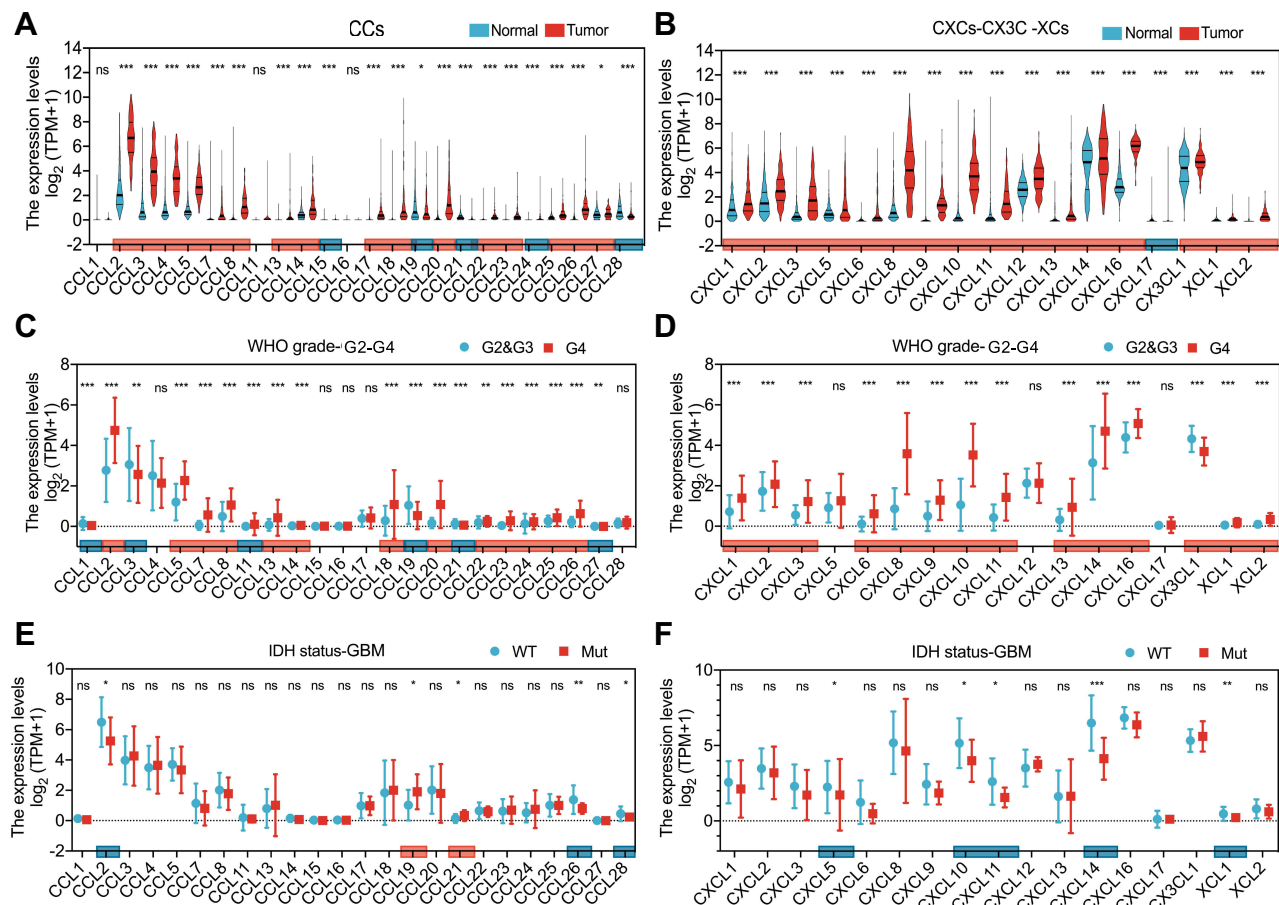 A
CCs
Normal Tumor
The expression levels
log2 (TPM+1)
14
12
10
8
6
4
2
0
-2
ns *** *** *** *** *** *** ns *** *** *** ns *** *** * *** *** *** *** *** *** *** * ***
CCL1 CCL2 CCL3 CCL4 CCL5 CCL7 CCL8 CCL11 CCL13 CCL14 CCL15 CCL16 CCL17 CCL18 CCL19 CCL20 CCL21 CCL22 CCL23 CCL24 CCL25 CCL26 CCL27 CCL28
B
CXCs-CX3C -XCs
Normal Tumor
The expression levels
log2 (TPM+1)
14
12
10
8
6
4
2
0
-2
*** *** *** *** *** *** *** *** *** *** *** *** *** *** *** *** ***
CXCL1 CXCL2 CXCL3 CXCL5 CXCL6 CXCL8 CXCL9 CXCL10 CXCL11 CXCL12 CXCL13 CXCL14 CXCL16 CXCL17 CX3CL1 XCL1 XCL2
C
WHO grade-G2-G4
G2&G3 G4
The expression levels
log2 (TPM+1)
8
6
4
2
0
*** *** ** ns *** *** *** *** *** *** ns ns ns *** *** *** *** ** *** *** *** *** ** ns
CCL1 CCL2 CCL3 CCL4 CCL5 CCL7 CCL8 CCL11 CCL13 CCL14 CCL15 CCL16 CCL17 CCL18 CCL19 CCL20 CCL21 CCL22 CCL23 CCL24 CCL25 CCL26 CCL27 CCL28
D
WHO grade- G2-G4
G2&G3 G4
The expression levels
log2 (TPM+1)
8
6
4
2
0
*** *** *** ns *** *** *** *** *** ns *** *** *** ns *** *** ***
CXCL1 CXCL2 CXCL3 CXCL5 CXCL6 CXCL8 CXCL9 CXCL10 CXCL11 CXCL12 CXCL13 CXCL14 CXCL16 CXCL17 CX3CL1 XCL1 XCL2
E
IDH status-GBM
WT Mut
The expression levels
log2 (TPM+1)
10
8
6
4
2
0
-2
ns * ns ns ns ns ns ns ns ns ns ns ns ns * ns * ns ns ns ns ** ns *
CCL1 CCL2 CCL3 CCL4 CCL5 CCL7 CCL8 CCL11 CCL13 CCL14 CCL15 CCL16 CCL17 CCL18 CCL19 CCL20 CCL21 CCL22 CCL23 CCL24 CCL25 CCL26 CCL27 CCL28
F
IDH status-GBM
WT Mut
The expression levels
log2 (TPM+1)
10
5
0
ns ns ns * ns ns ns * * ns ns *** ns ns ns ** ns
CXCL1 CXCL2 CXCL3 CXCL5 CXCL6 CXCL8 CXCL9 CXCL10 CXCL11 CXCL12 CXCL13 CXCL14 CXCL16 CXCL17 CX3CL1 XCL1 XCL2